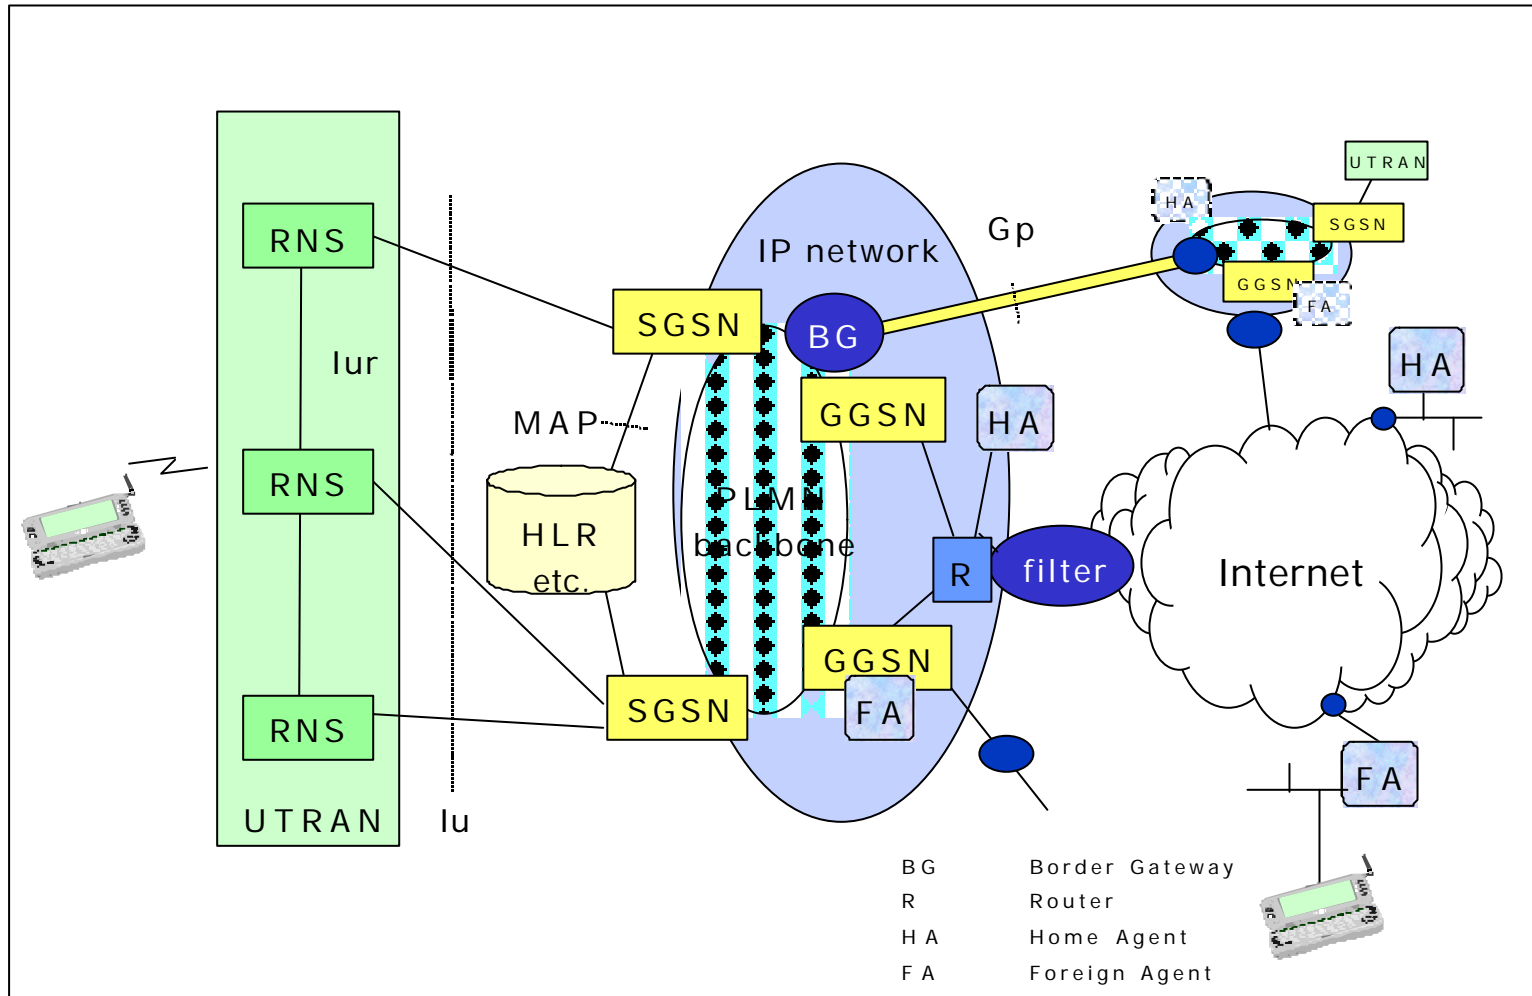 UTRAN
HA
SGSN
GGSN
FA
Gp
IP network
RNS
SGSN
BG
Iur
GGSN
HA
HA
MAP
RNS
HLR
etc.
PLMN
backbone
R
filter
Internet
GGSN
SGSN
FA
RNS
FA
UTRAN
Iu
BG Border Gateway
R Router
HA Home Agent
FA Foreign Agent